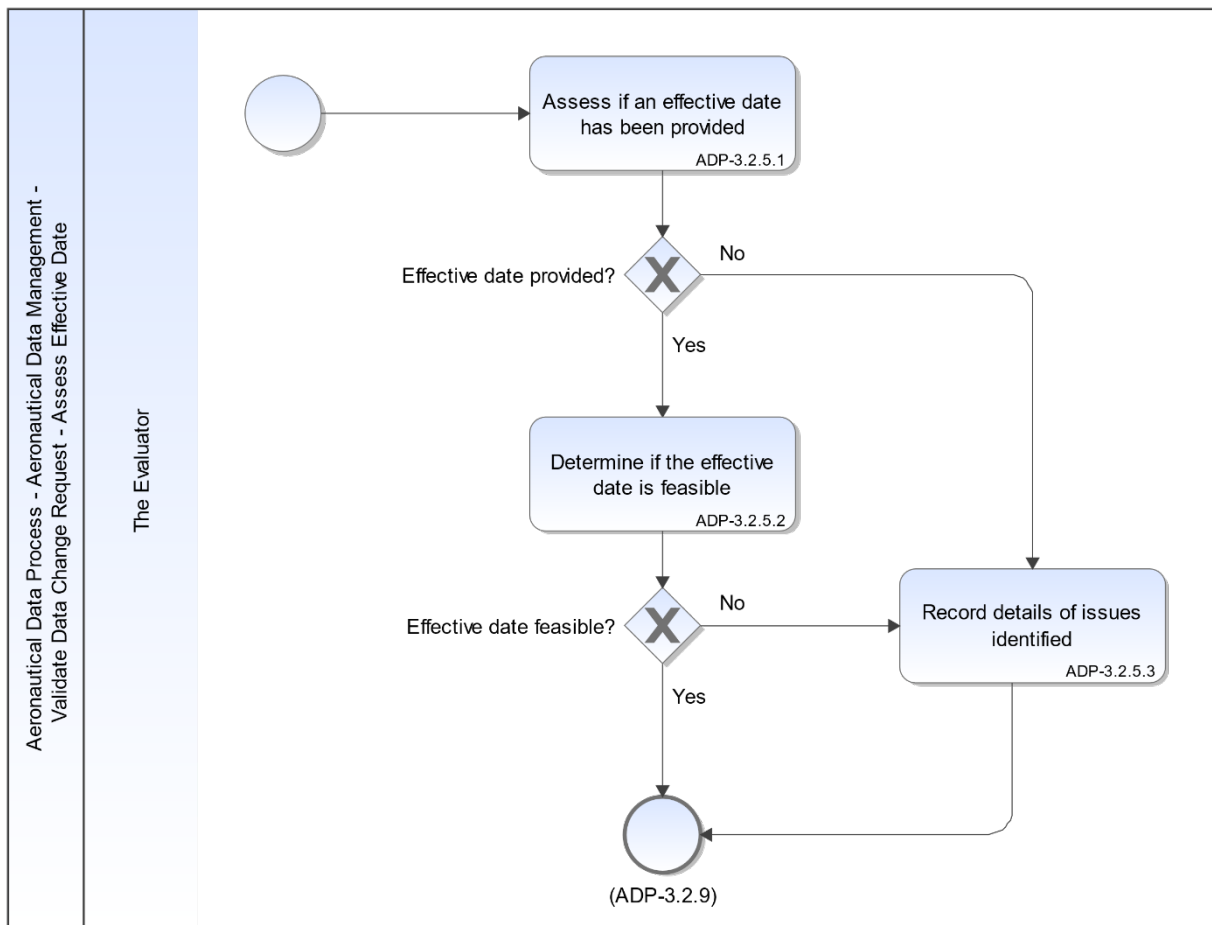 Aeronautical Data Process - Aeronautical Data Management -
Validate Data Change Request - Assess Effective Date
The Evaluator
Assess if an effective date
has been provided
ADP-3.2.5.1
Effective date provided?
No
Yes
Determine if the effective
date is feasible
ADP-3.2.5.2
Effective date feasible?
No
Yes
Record details of issues
identified
ADP-3.2.5.3
(ADP-3.2.9)